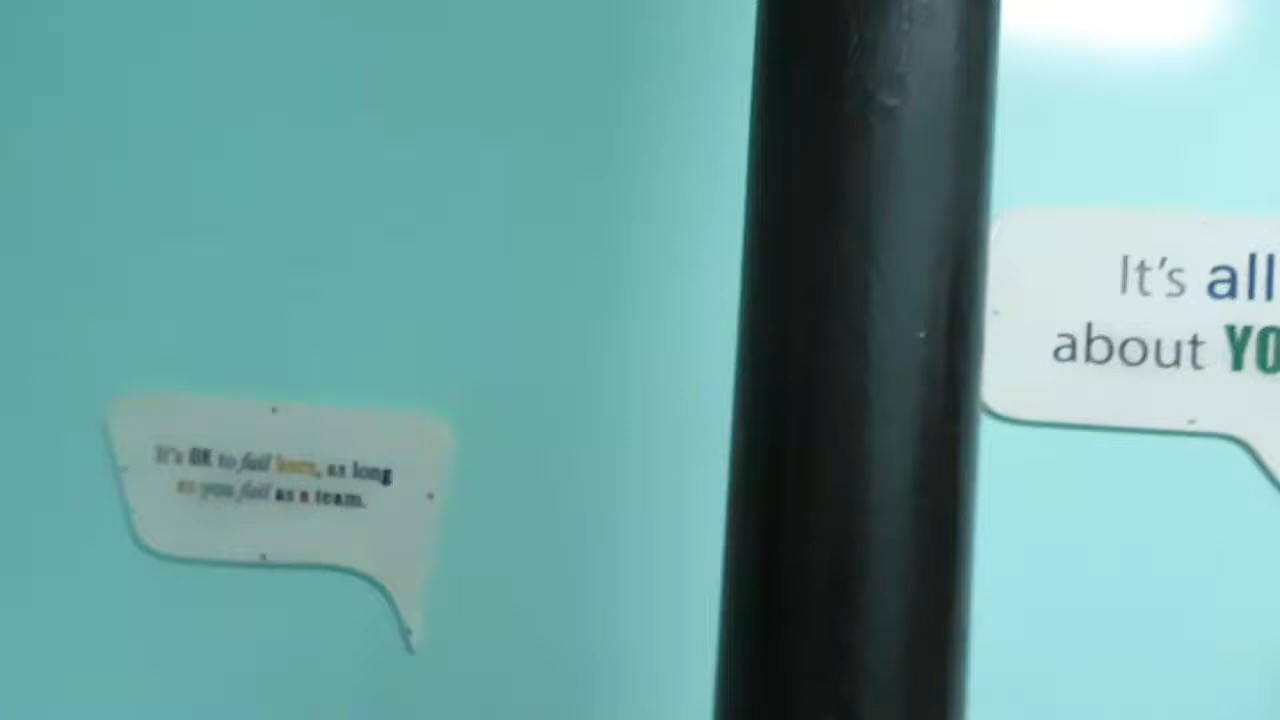 It's OK to fail here, as long
as you fail as a team.
It's all
about YO